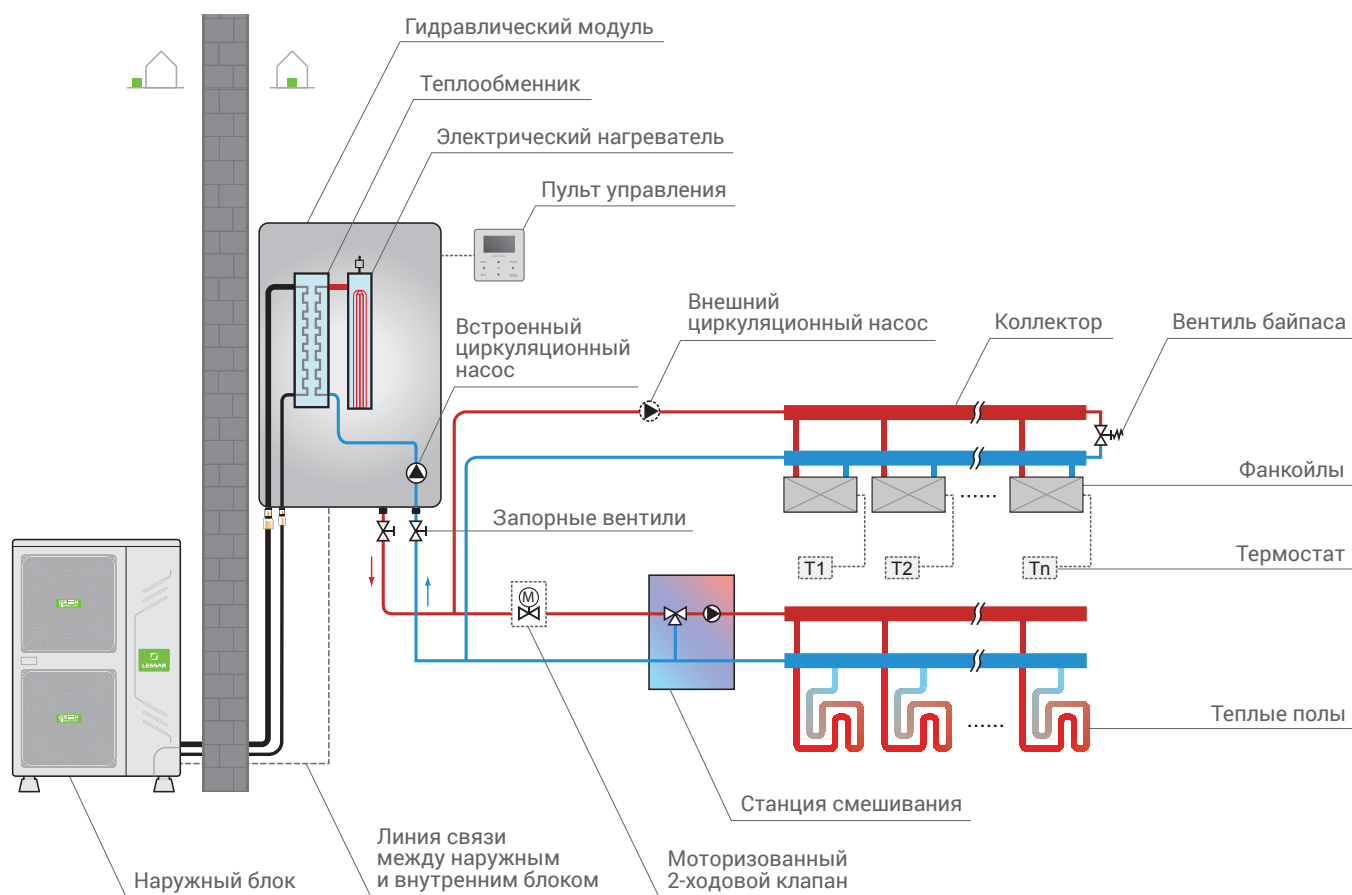 Гидравлический модуль
Теплообменник
Электрический нагреватель
Пульт управления
Встроенный
циркуляционный
насос
Внешний
циркуляционный насос
Коллектор
Вентиль байпаса
Фанкойлы
Запорные вентили
Термостат
T1
T2
Tn
M
LESSAR
Теплые полы
Станция смешивания
Линия связи
между наружным
и внутренним блоком
Моторизованный
2-ходовой клапан
Наружный блок